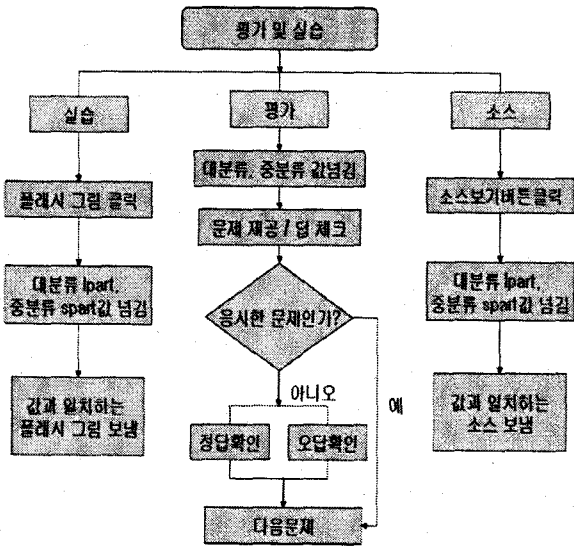 평가 및 실습
실습
평가
소스
대분류, 중분류 값넘김
플래시 그림 클릭
소스보기버튼클릭
문제 제공 / 답 체크
대분류 lpart,
중분류 spart값 넘김
응시한 문제인가?
대분류 lpart,
중분류 spart값 넘김
아니오
예
값과 일치하는
플래시 그림 보냄
정답확인
오답확인
값과 일치하는
소스 보냄
다음문제